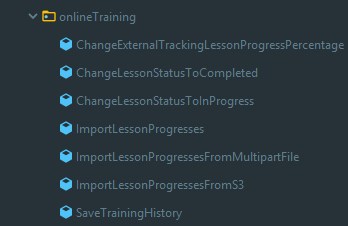 onlineTraining
ChangeExternalTrackingLessonProgressPercentage
ChangeLessonStatusToCompleted
ChangeLessonStatusToInProgress
ImportLessonProgresses
ImportLessonProgressesFromMultipartFile
ImportLessonProgressesFromS3
SaveTrainingHistory